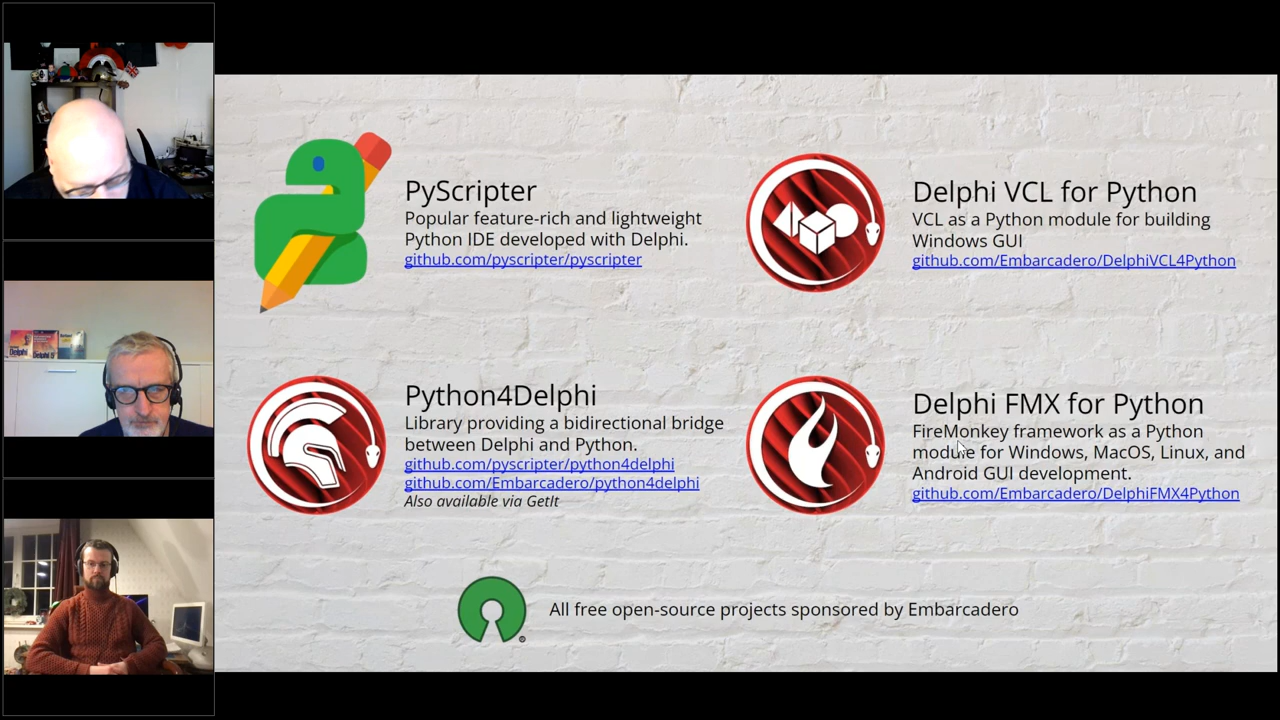 PyScripter
Popular feature-rich and lightweight
Python IDE developed with Delphi.
github.com/pyscripter/pyscripter
Delphi VCL for Python
VCL as a Python module for building
Windows GUI
github.com/Embarcadero/DelphiVCL4Python
Python4Delphi
Library providing a bidirectional bridge
between Delphi and Python.
github.com/pyscripter/python4delphi
github.com/Embarcadero/python4delphi
Also available via GetIt
Delphi FMX for Python
FireMonkey framework as a Python
module for Windows, MacOS, Linux, and
Android GUI development.
github.com/Embarcadero/DelphiFMX4Python
All free open-source projects sponsored by Embarcadero
®
Delphi
Delphi